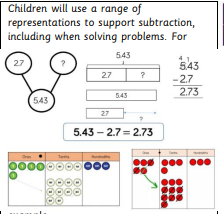 Children will use a range of
representations to support subtraction,
including when solving problems. For
2.7
?
5.43
5.43
2.7
?
5.43
2.7
?
4 1
5.43
-2.7
2.73
5.43 – 2.7 = 2.73
Ones
Tenths
Hundredths
Ones
Tenths
Hundredths